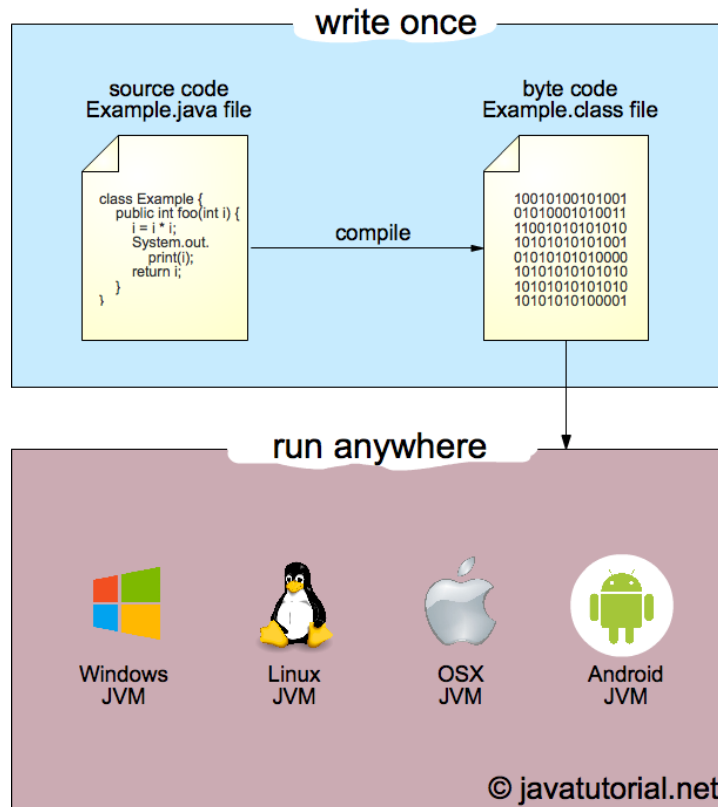 write once
source code
Example.java file
class Example {
public int foo(int i) {
i = i * i;
System.out.
print(i);
return i;
}
}
compile
byte code
Example.class file
10010100101001
01010001010011
11001010101010
10101010101001
01010101010000
10101010101010
10101010101010
10101010100001
run anywhere
Windows
JVM
Linux
JVM
OSX
JVM
Android
JVM
© javatutorial.net